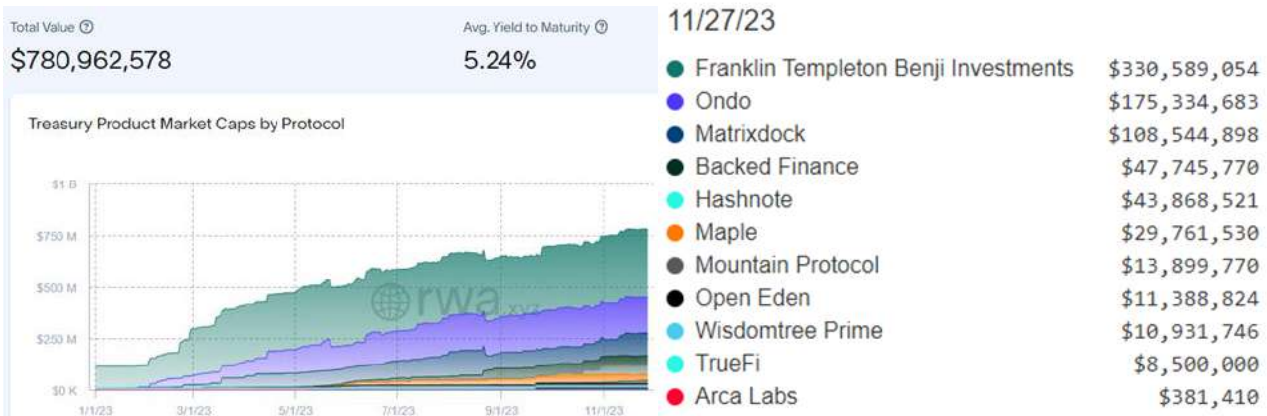 Total Value ?
$780,962,578
Avg. Yield to Maturity ?
5.24%
Treasury Product Market Caps by Protocol
$1 B
$750 M
$500 M
$250 M
$0 K
1/1/23 3/1/23 5/1/23 7/1/23 9/1/23 11/1/23
rwa.xyz
11/27/23
Franklin Templeton Benji Investments $330,589,054
Ondo $175,334,683
Matrixdock $108,544,898
Backed Finance $47,745,770
Hashnote $43,868,521
Maple $29,761,530
Mountain Protocol $13,899,770
Open Eden $11,388,824
Wisdomtree Prime $10,931,746
TrueFi $8,500,000
Arca Labs $381,410